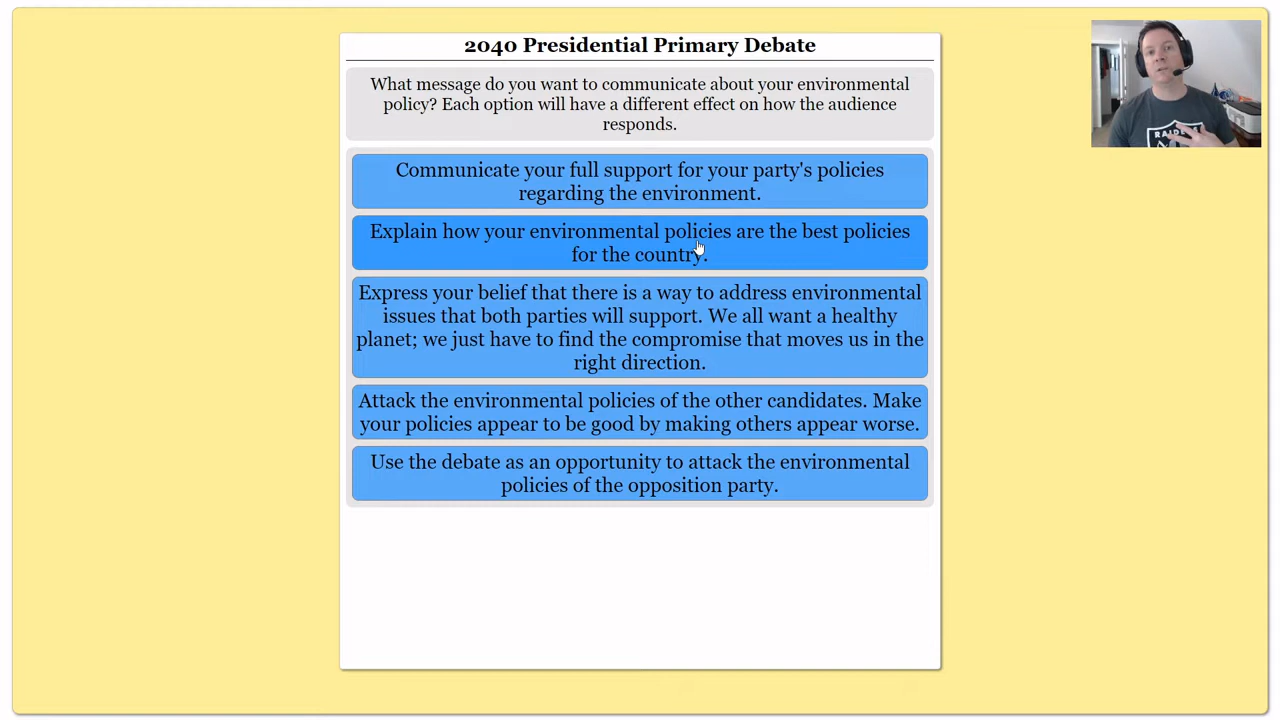 2040 Presidential Primary Debate
What message do you want to communicate about your environmental
policy? Each option will have a different effect on how the audience
responds.
Communicate your full support for your party's policies
regarding the environment.
Explain how your environmental policies are the best policies
for the country.
Express your belief that there is a way to address environmental
issues that both parties will support. We all want a healthy
planet; we just have to find the compromise that moves us in the
right direction.
Attack the environmental policies of the other candidates. Make
your policies appear to be good by making others appear worse.
Use the debate as an opportunity to attack the environmental
policies of the opposition party.
RAIDERS